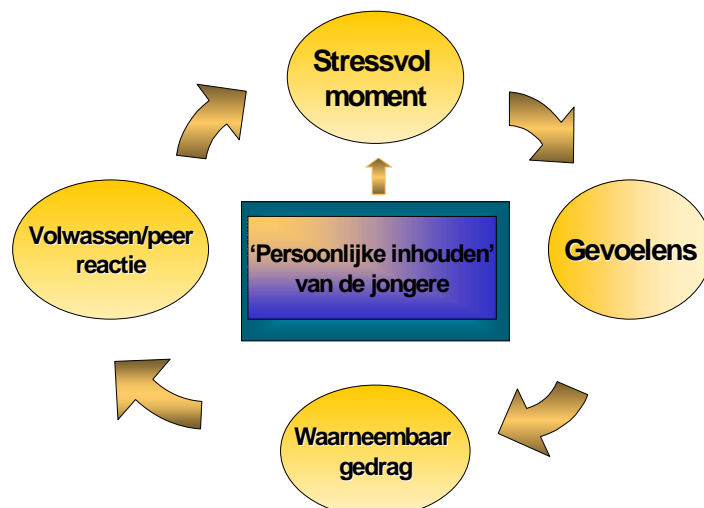 Stressvol
moment
Gevoelens
Waarneembaar
gedrag
Volwassen/peer
reactie
‘Persoonlijke inhouden’
van de jongere